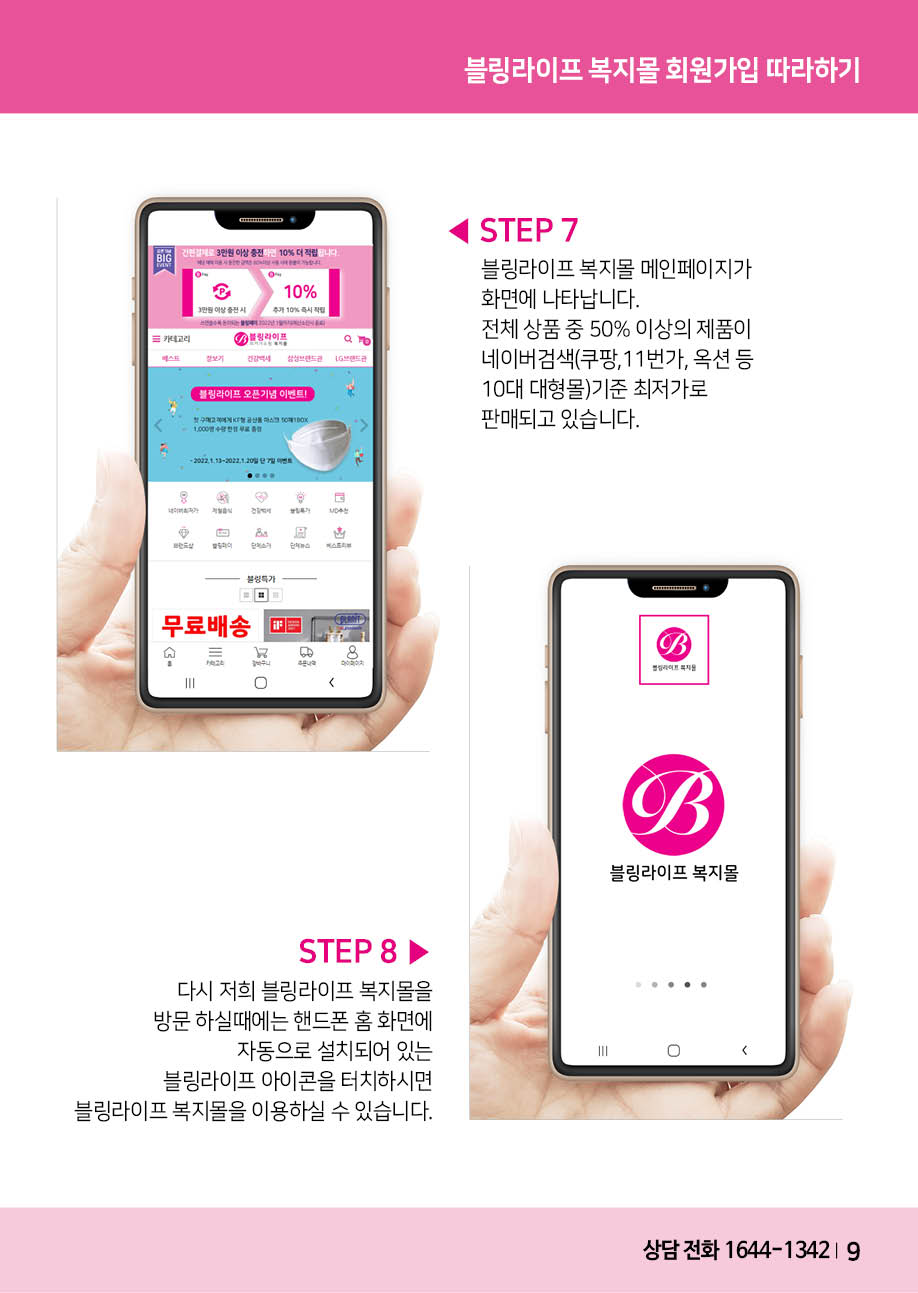 블링라이프 복지몰 회원가입 따라하기
STEP 7
블링라이프 복지몰 메인페이지가
화면에 나타납니다.
전체 상품 중 50% 이상의 제품이
네이버검색(쿠팡,11번가, 옥션 등
10대 대형몰)기준 최저가로
판매되고 있습니다.
BIG
EVENT
간편결제로 3만원 이상 충전하면 10% 더 적립됩니다.
B Pay
B Pay
P
10%
3만원 이상 충전 시
추가 10% 즉시 적립
카테고리
블링라이프
복지몰
0
베스트
장보기
건강백세
삼성브랜드관
LG브랜드관
블링라이프 오픈기념 이벤트!
첫 구매고객에게 KF형 공산품 마스크 50매1BOX
1,000명 수량 한정 무료 증정
- 2022.1.13~2022.1.20일 단 7일 이벤트
네이버최저가
제철음식
건강백세
블링특가
MD추천
브랜드샵
블링페이
단체소개
단체뉴스
베스트리뷰
블링특가
무료배송
iF
홈
카테고리
장바구니
주문내역
마이페이지
B
블링라이프 복지몰
B
블링라이프 복지몰
STEP 8
다시 저희 블링라이프 복지몰을
방문 하실때에는 핸드폰 홈 화면에
자동으로 설치되어 있는
블링라이프 아이콘을 터치하시면
블링라이프 복지몰을 이용하실 수 있습니다.
상담 전화 1644-1342 | 9